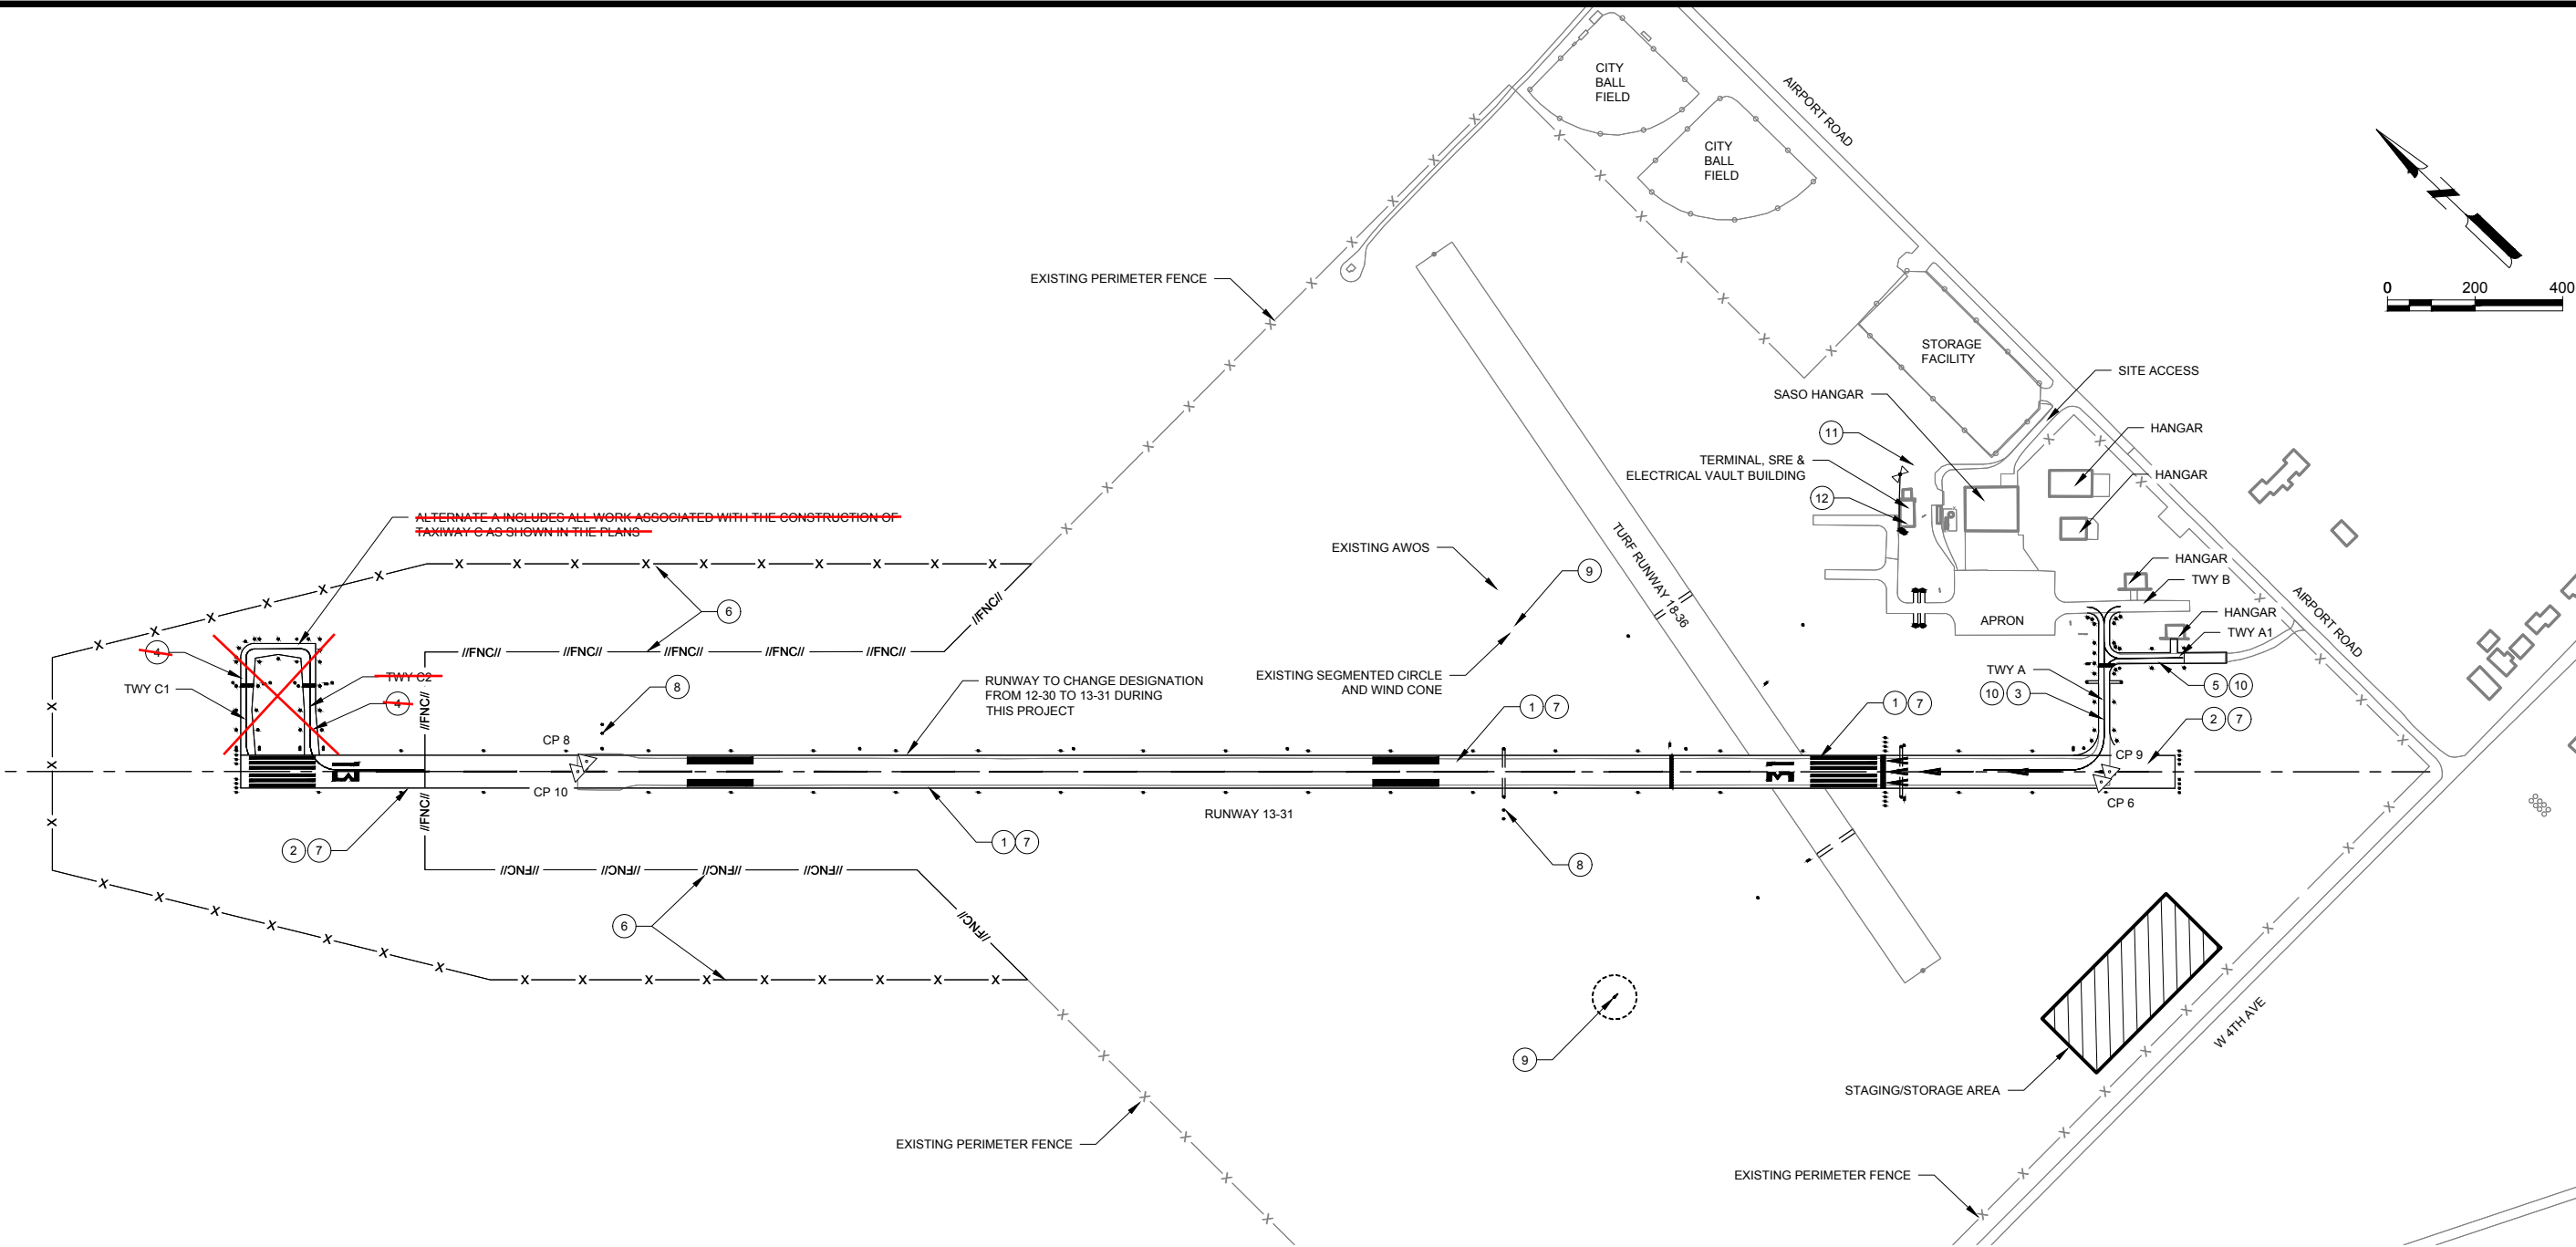 CITY
BALL
FIELD
AIRPORT ROAD
CITY
BALL
FIELD
EXISTING PERIMETER FENCE
0 200 400
STORAGE
FACILITY
SITE ACCESS
SASO HANGAR
HANGAR
11
TERMINAL, SRE &
ELECTRICAL VAULT BUILDING
HANGAR
12
ALTERNATE A INCLUDES ALL WORK ASSOCIATED WITH THE CONSTRUCTION OF
TAXIWAY C AS SHOWN IN THE PLANS
TURF RUNWAY 18-36
EXISTING AWOS
9
HANGAR
TWY B
X X X X X X X X X X
6
//FNC//
HANGAR
APRON
AIRPORT ROAD
TWY A1
4
//FNC// //FNC// //FNC// //FNC// //FNC//
TWY C1
TWY C2
4
//FNC//
8
RUNWAY TO CHANGE DESIGNATION
FROM 12-30 TO 13-31 DURING
THIS PROJECT
EXISTING SEGMENTED CIRCLE
AND WIND CONE
TWY A
10 3
5 10
1 7
1 7
2 7
CP 8
CP 9
13
31
CP 10
CP 6
//FNC//
RUNWAY 13-31
2 7
1 7
8
//FNC// //FNC// //FNC// //FNC//
6
//FNC//
X X X X X X X X X
9
W 4TH AVE
STAGING/STORAGE AREA
EXISTING PERIMETER FENCE
EXISTING PERIMETER FENCE